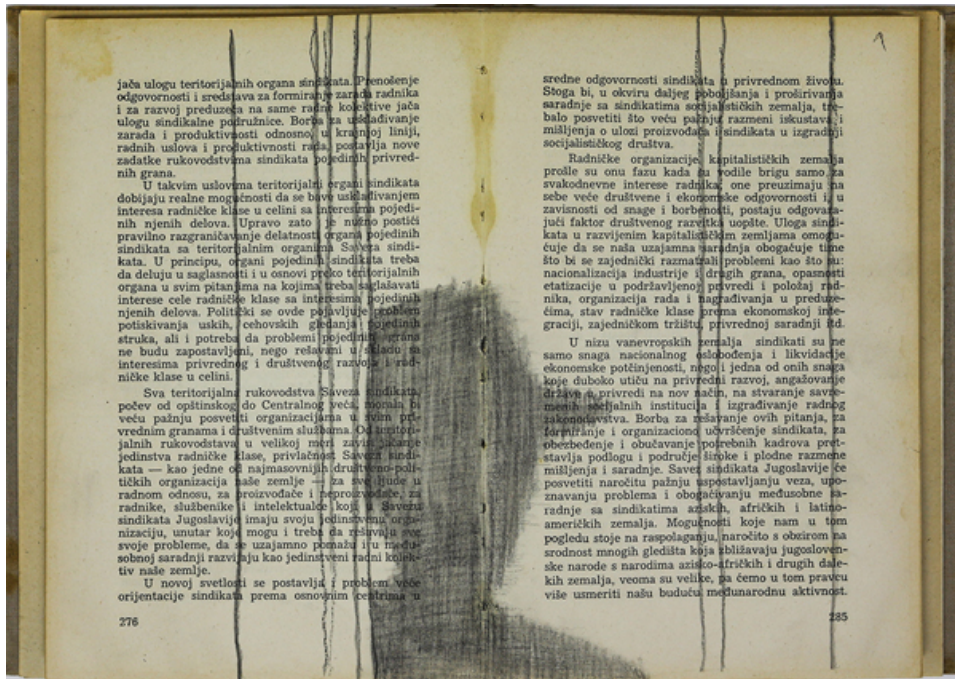 jača ulogu teritorijalnih organa sindikata. Prenošenje
odgovornosti i sredstava za formiranje zarada radnika
i za razvoj preduzeća na same radne kolektive jača
ulogu sindikalne podružnice. Borba za usklađivanje
zarada i produktivnosti odnosno, u krajnjoj liniji,
radnih uslova i produktivnosti rada, postavlja nove
zadatke rukovodstvima sindikata pojedinih privred-
nih grana.
U takvim uslovima teritorijalni organi sindikata
dobijaju realne mogućnosti da se bave usklađivanjem
interesa radničke klase u celini sa interesima pojedi-
nih njenih delova. Upravo zato je nužno postići
pravilno razgraničavanje delatnosti organa pojedinih
sindikata sa teritorijalnim organima Saveza sindi-
kata. U principu, organi pojedinih sindikata treba
da deluju u saglasnosti i u osnovi preko teritorijalnih
organa u svim pitanjima na kojima treba saglašavati
interese cele radničke klase sa interesima pojedinih
njenih delova. Politički se ovde pojavljuje problem
potiskivanja uskih, cehovskih gledanja pojedinih
struka, ali i potreba da problemi pojedinih grana
ne budu zapostavljeni, nego rešavani u skladu sa
interesima privrednog i društvenog razvoja i rad-
ničke klase u celini.
Sva teritorijalna rukovodstva Saveza sindikata,
počev od opštinskog do Centralnog veća, morala bi
veću pažnju posvetiti organizacijama u svim pri-
vrednim granama i društvenim službama. Od teritori-
jalnih rukovodstava u velikoj meri zavisi jačanje
jedinstva radničke klase, privlačnost Saveza sindi-
kata — kao jedne od najmasovnijih društveno-poli-
tičkih organizacija naše zemlje — za sve ljude u
radnom odnosu, za proizvođače i neproizvođače, za
radnike, službenike i intelektualce koji u Savezu
sindikata Jugoslavije imaju svoju jedinstvenu orga-
nizaciju, unutar koje mogu i treba da rešavaju sve
svoje probleme, da se uzajamno pomažu i u među-
sobnoj saradnji razvijaju kao jedinstveni radni kolek-
tiv naše zemlje.
U novoj svetlosti se postavlja i problem veće
orijentacije sindikata prema osnovnim centrima u
276
1
sredne odgovornosti sindikata u privrednom životu.
Stoga bi, u okviru daljeg poboljšanja i proširivanja
saradnje sa sindikatima socijalističkih zemalja, tre-
balo posvetiti što veću pažnju razmeni iskustava i
mišljenja o ulozi proizvođača i sindikata u izgradnji
socijalističkog društva.
Radničke organizacije kapitalističkih zemalja
prošle su onu fazu kada su vodile brigu samo za
svakodnevne interese radnika; one preuzimaju na
sebe veće društvene i ekonomske odgovornosti i, u
zavisnosti od snage i borbenosti, postaju odgovara-
jući faktor društvenog razvitka uopšte. Uloga sindi-
kata u razvijenim kapitalističkim zemljama omogu-
ćuje da se naša uzajamna saradnja obogaćuje time
što bi se zajednički razmatrali problemi kao što su:
nacionalizacija industrije i drugih grana, opasnosti
etatizacije u podržavljenoj privredi i položaj rad-
nika, organizacija rada i nagrađivanja u preduze-
ćima, stav radničke klase prema ekonomskoj inte-
graciji, zajedničkom tržištu, privrednoj saradnji itd.
U nizu vanevropskih zemalja sindikati su ne
samo snaga nacionalnog oslobođenja i likvidacije
ekonomske potčinjenosti, nego i jedna od onih snaga
koje duboko utiču na privredni razvoj, angažovanje
države u privredi na nov način, na stvaranje savre-
menih socijalnih institucija i izgrađivanje radnog
zakonodavstva. Borba za rešavanje ovih pitanja, za
formiranje i organizaciono učvršćenje sindikata, za
obezbeđenje i obučavanje potrebnih kadrova pret-
stavlja podlogu i područje široke i plodne razmene
mišljenja i saradnje. Savez sindikata Jugoslavije će
posvetiti naročitu pažnju uspostavljanju veza, upo-
znavanju problema i obogaćivanju međusobne sa-
radnje sa sindikatima aziskih, afričkih i latino-
američkih zemalja. Mogućnosti koje nam u tom
pogledu stoje na raspolaganju, naročito s obzirom na
srodnost mnogih gledišta koja zbližavaju jugosloven-
ske narode s narodima azisko-afričkih i drugih dale-
kih zemalja, veoma su velike, pa ćemo u tom pravcu
više usmeriti našu buduću međunarodnu aktivnost.
285